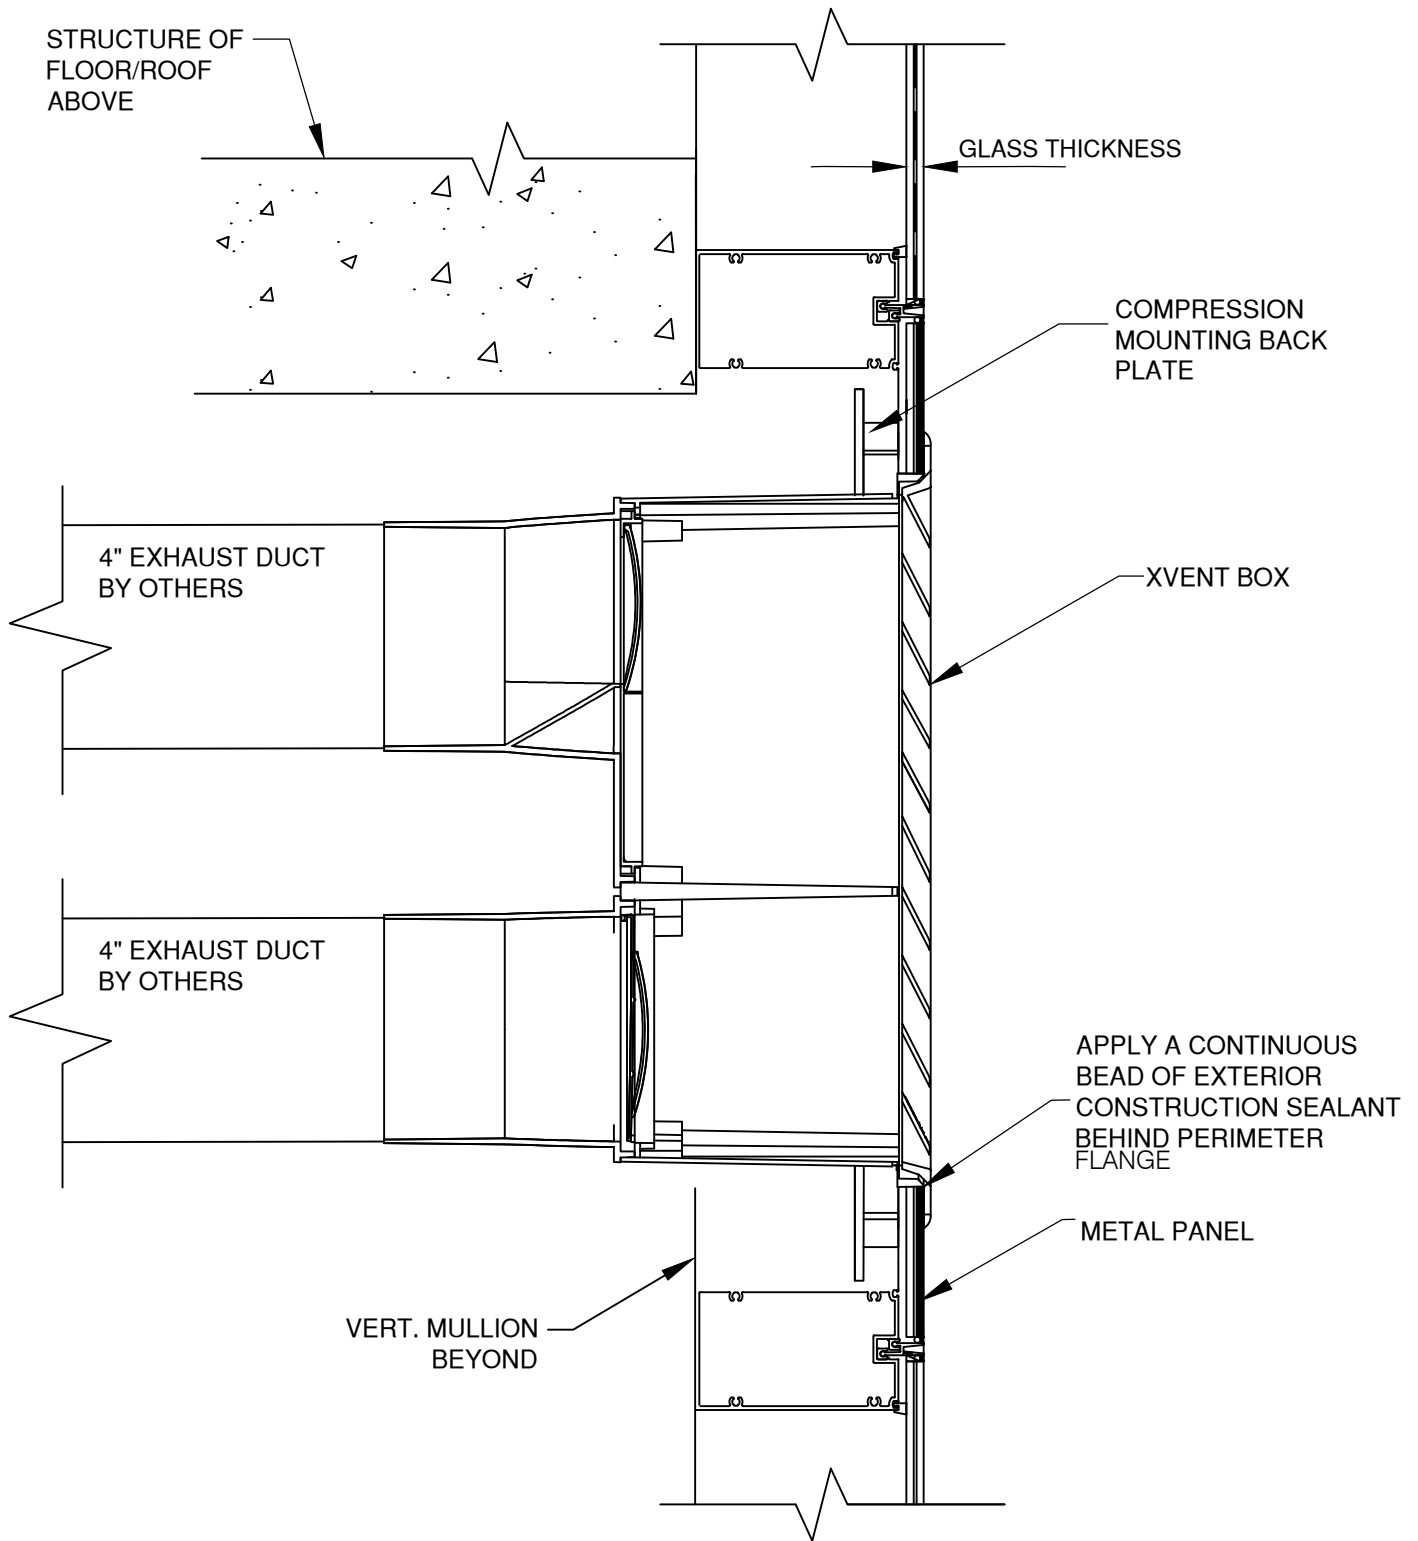 STRUCTURE OF
FLOOR/ROOF
ABOVE
GLASS THICKNESS
COMPRESSION
MOUNTING BACK
PLATE
4" EXHAUST DUCT
BY OTHERS
XVENT BOX
4" EXHAUST DUCT
BY OTHERS
APPLY A CONTINUOUS
BEAD OF EXTERIOR
CONSTRUCTION SEALANT
BEHIND PERIMETER
FLANGE
METAL PANEL
VERT. MULLION
BEYOND